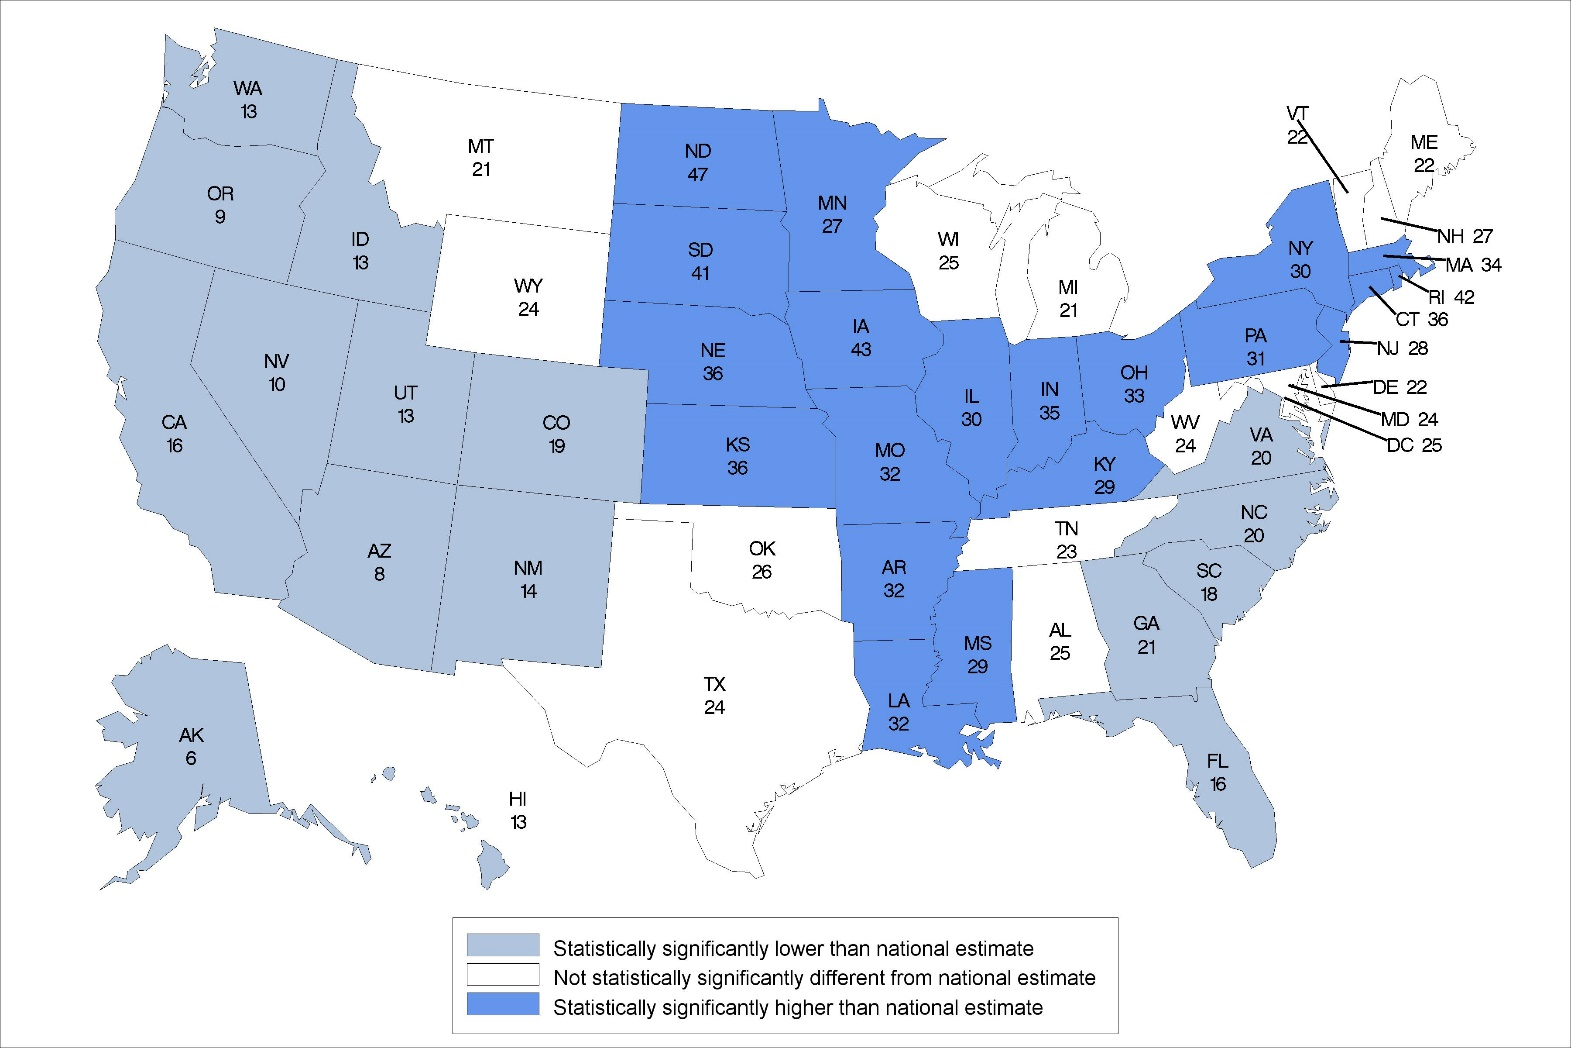 WA
13
MT
21
ND
47
MN
27
VT
22
ME
22
OR
9
ID
13
WY
24
SD
41
WI
25
MI
21
NY
30
NH 27
MA 34
RI 42
CT 36
NV
10
UT
13
CO
19
NE
36
IA
43
IL
30
IN
35
OH
33
PA
31
NJ 28
DE 22
MD 24
DC 25
CA
16
KS
36
MO
32
KY
29
WV
24
VA
20
AZ
8
NM
14
OK
26
AR
32
TN
23
NC
20
SC
18
TX
24
LA
32
MS
29
AL
25
GA
21
FL
16
AK
6
HI
13
Statistically significantly lower than national estimate
Not statistically significantly different from national estimate
Statistically significantly higher than national estimate